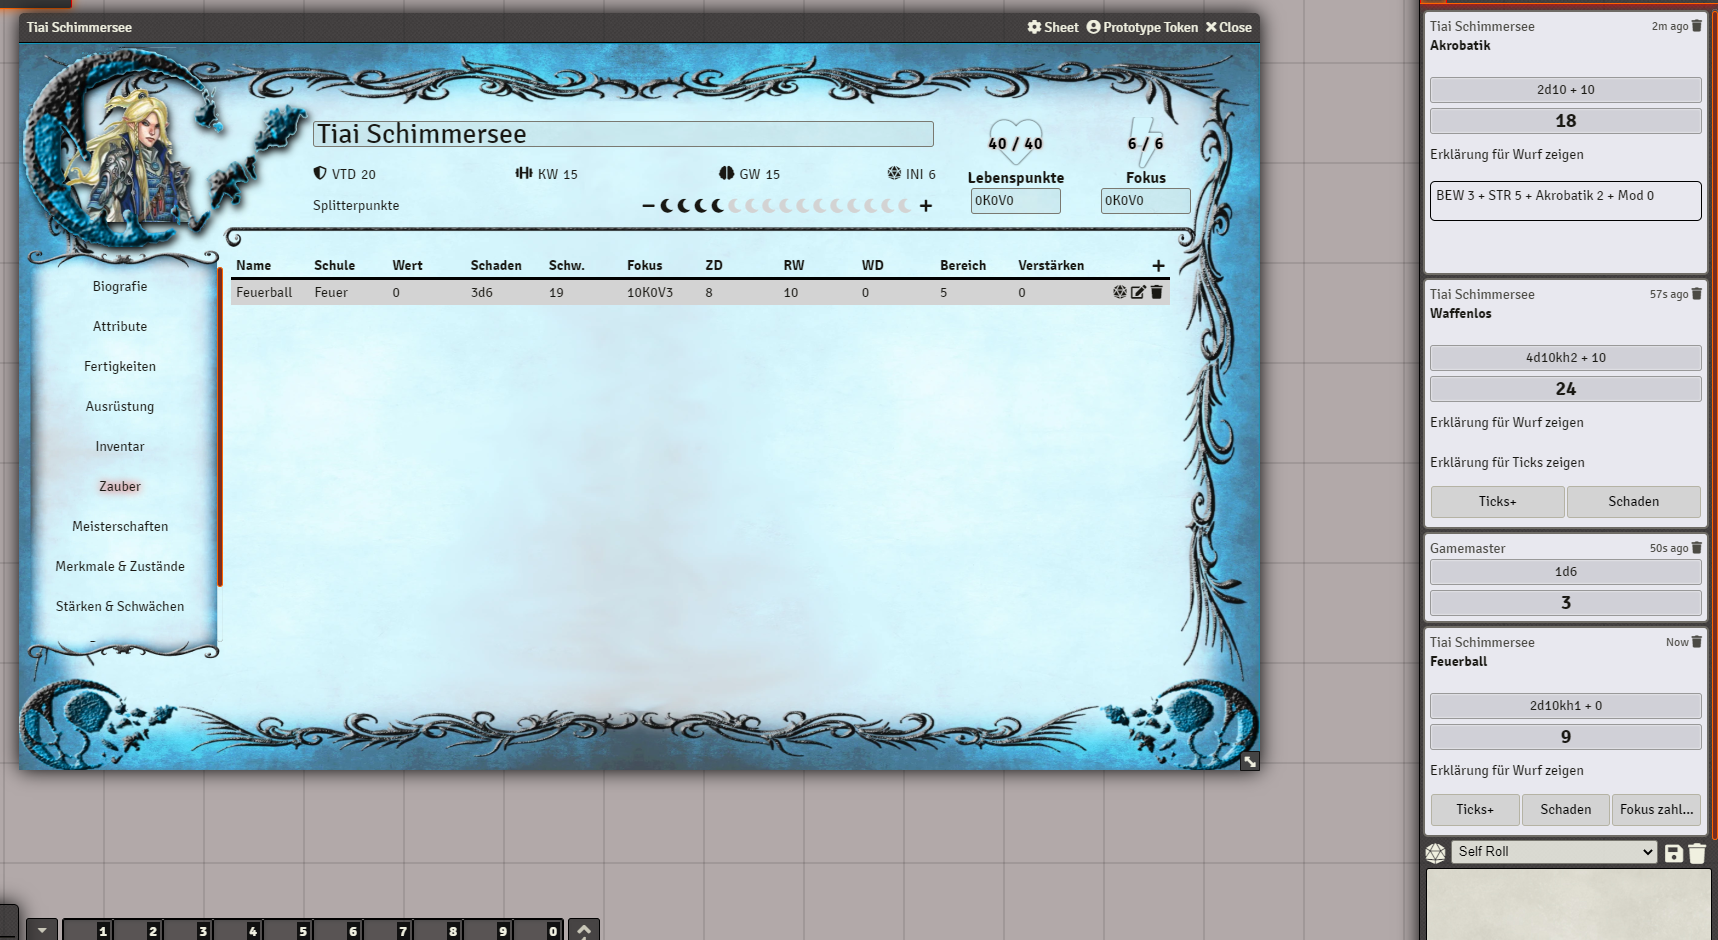 Tiai Schimmersee
Sheet Prototype Token Close
Tiai Schimmersee
40 / 40
6 / 6
VTD 20 KW 15 GW 15 INI 6
Lebenspunkte Fokus
Splitterpunkte
0K0V0 0K0V0
Name Schule Wert Schaden Schw. Fokus ZD RW WD Bereich Verstärken
Feuerball Feuer 0 3d6 19 10K0V3 8 10 0 5 0
Biografie
Attribute
Fertigkeiten
Ausrüstung
Inventar
Zauber
Meisterschaften
Merkmale & Zustände
Stärken & Schwächen
1 2 3 4 5 6 7 8 9 0
Tiai Schimmersee 2m ago
Akrobatik
2d10 + 10
18
Erklärung für Wurf zeigen
BEW 3 + STR 5 + Akrobatik 2 + Mod 0
Tiai Schimmersee 57s ago
Waffenlos
4d10kh2 + 10
24
Erklärung für Wurf zeigen
Erklärung für Ticks zeigen
Ticks+ Schaden
Gamemaster 50s ago
1d6
3
Tiai Schimmersee Now
Feuerball
2d10kh1 + 0
9
Erklärung für Wurf zeigen
Ticks+ Schaden Fokus zahl...
Self Roll